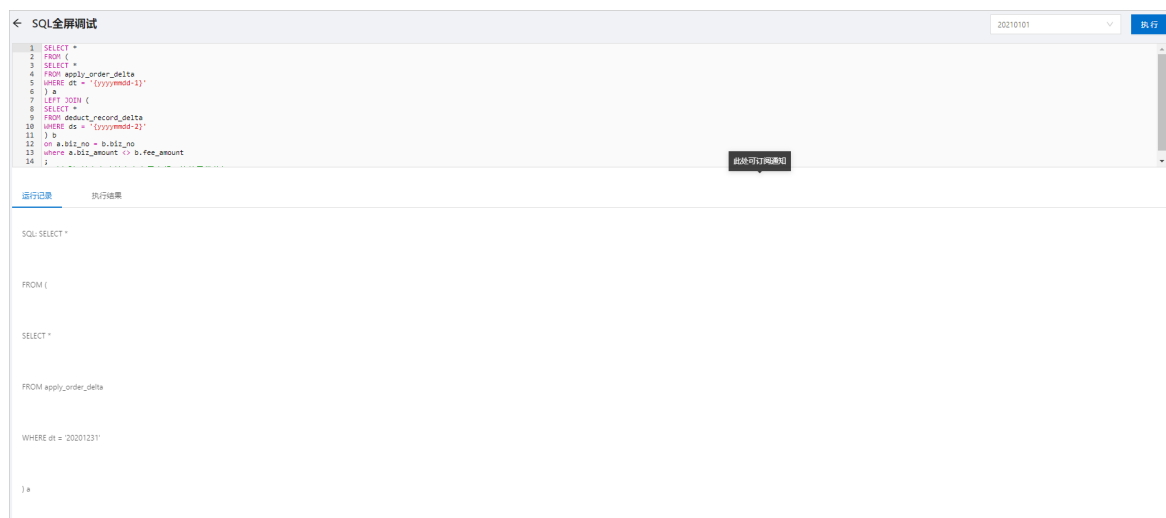 ← SQL全屏调试
20210101
执行
1 SELECT *
2 FROM (
3 SELECT *
4 FROM apply_order_delta
5 WHERE dt = '{yyyymmdd-1}'
6 ) a
7 LEFT JOIN (
8 SELECT *
9 FROM deduct_record_delta
10 WHERE ds = '{yyyymmdd-2}'
11 ) b
12 on a.biz_no = b.biz_no
13 where a.biz_amount <> b.fee_amount
14 ;
此处可订阅通知
运行记录 执行结果
SQL: SELECT *
FROM (
SELECT *
FROM apply_order_delta
WHERE dt = '20201231'
) a